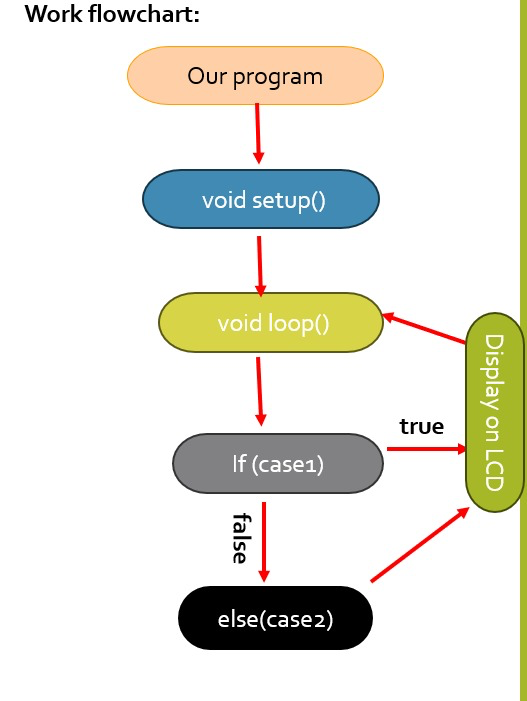 Work flowchart:
Our program
void setup()
void loop()
If (case1)
true
Display on LCD
false
else(case2)